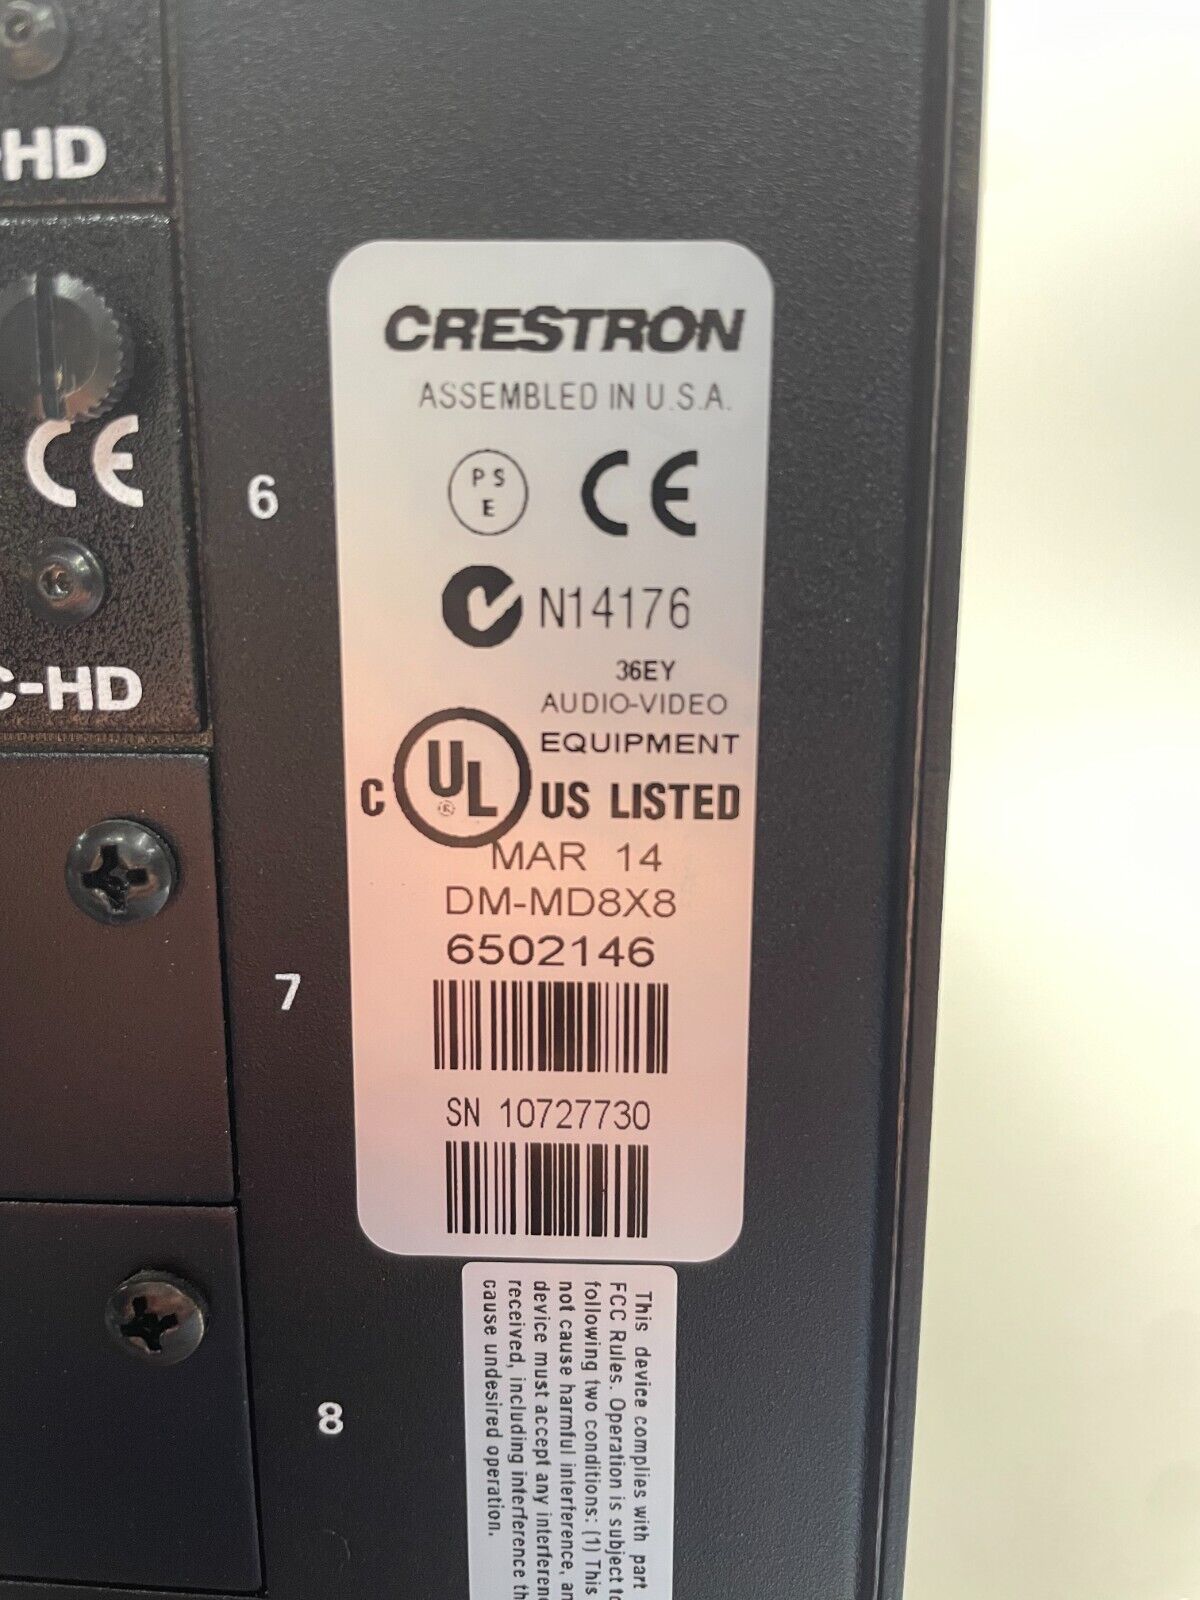 -HD
CE
6
C-HD
7
8
CRESTRON
ASSEMBLED IN U.S.A.
PS
E
CE
N14176
36EY
AUDIO-VIDEO
EQUIPMENT
C UL US LISTED
MAR 14
DM-MD8X8
6502146
SN 10727730
This device complies with part
FCC Rules. Operation is subject to
following two conditions: (1) This
not cause harmful interference, an
device must accept any interferen
received, including interference th
cause undesired operation.